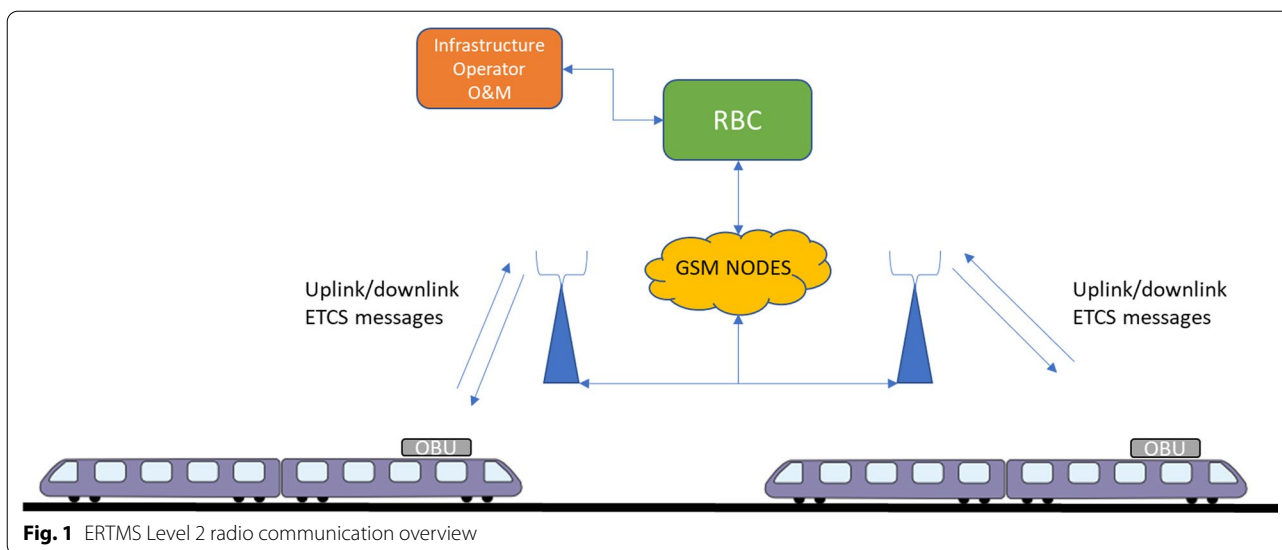 Infrastructure
Operator
O&M
RBC
GSM NODES
Uplink/downlink
ETCS messages
Uplink/downlink
ETCS messages
OBU
OBU
Fig. 1 ERTMS Level 2 radio communication overview